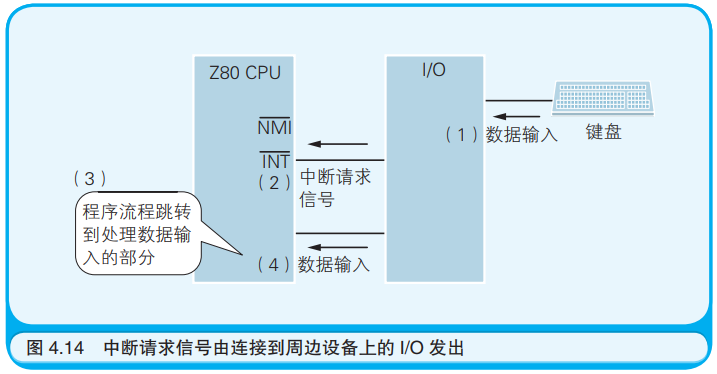 Z80 CPU
I/O
NMI
(1)数据输入
键盘
INT
(2)
中断请求
信号
(3)
程序流程跳转
到处理数据输
入的部分
(4)数据输入
图 4.14 中断请求信号由连接到周边设备上的 I/O 发出